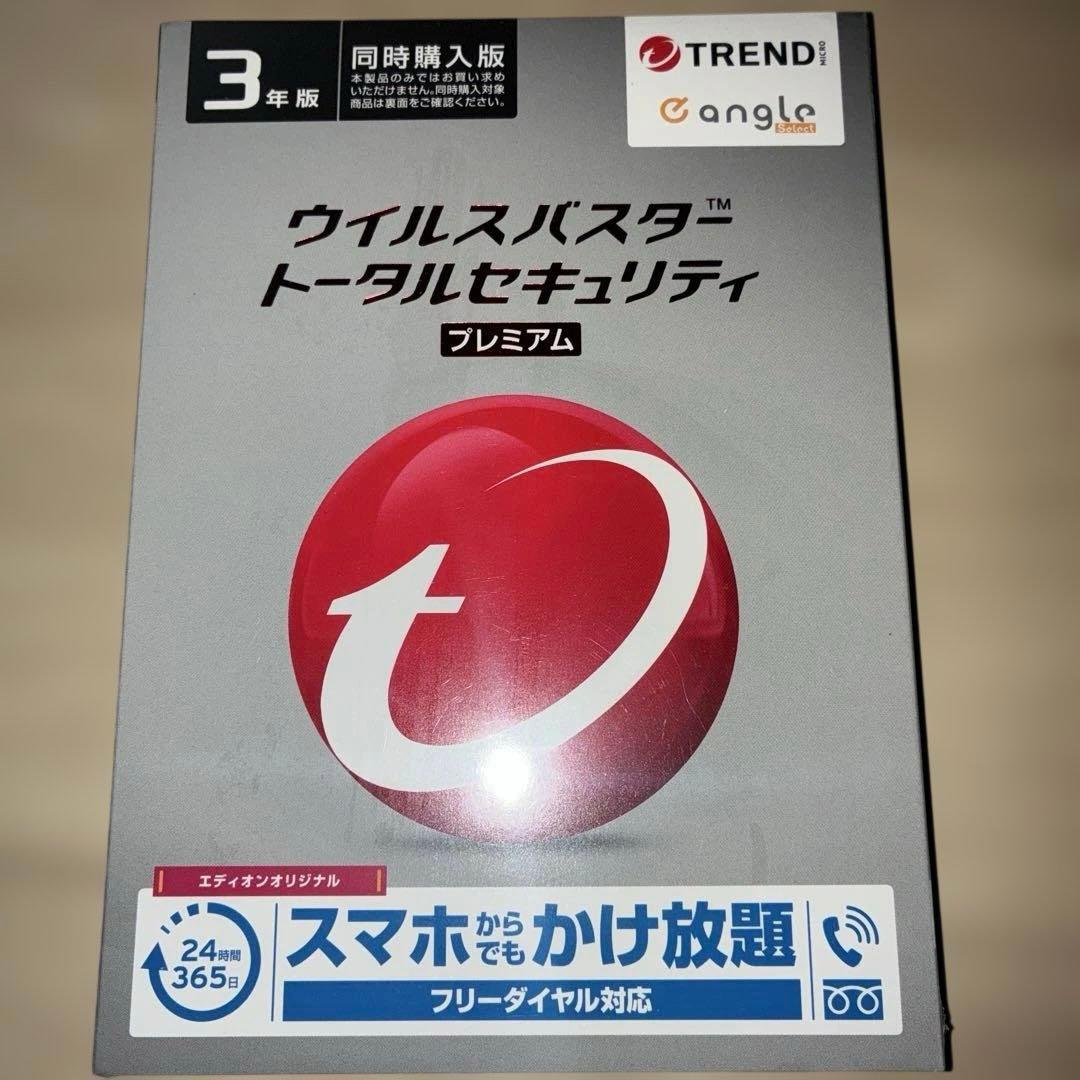 3年版
同時購入版
本製品のみではお買い求め
いただけません。同時購入対象
商品は裏面をご確認ください。
TREND MICRO
angle
Select
ウイルスバスター™
トータルセキュリティ
プレミアム
エディオンオリジナル
24時間
365日
スマホからでもかけ放題
フリーダイヤル対応